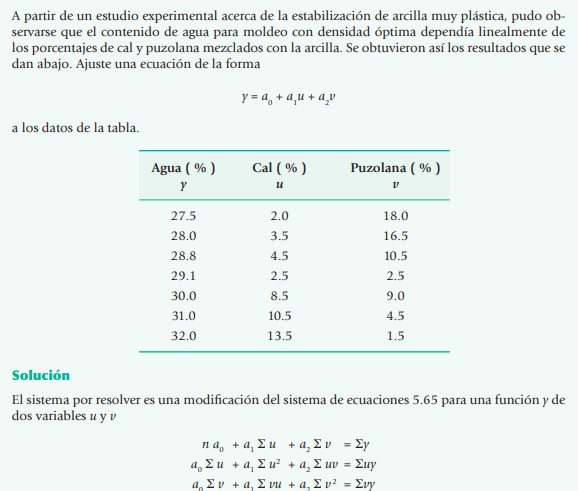 A partir de un estudio experimental acerca de la estabilización de arcilla muy plástica, pudo ob-
servarse que el contenido de agua para moldeo con densidad óptima dependía linealmente de
los porcentajes de cal y puzolana mezclados con la arcilla. Se obtuvieron así los resultados que se
dan abajo. Ajuste una ecuación de la forma
y = a₀ + a₁u + a₂v
a los datos de la tabla.
Agua ( % ) Cal ( % ) Puzolana ( % )
y u v
27.5 2.0 18.0
28.0 3.5 16.5
28.8 4.5 10.5
29.1 2.5 2.5
30.0 8.5 9.0
31.0 10.5 4.5
32.0 13.5 1.5
Solución
El sistema por resolver es una modificación del sistema de ecuaciones 5.65 para una función y de
dos variables u y v
n a₀ + a₁ Σ u + a₂ Σ v = Σy
a₀ Σ u + a₁ Σ u² + a₂ Σ uv = Σuy
a₀ Σ v + a₁ Σ vu + a₂ Σ v² = Σvy